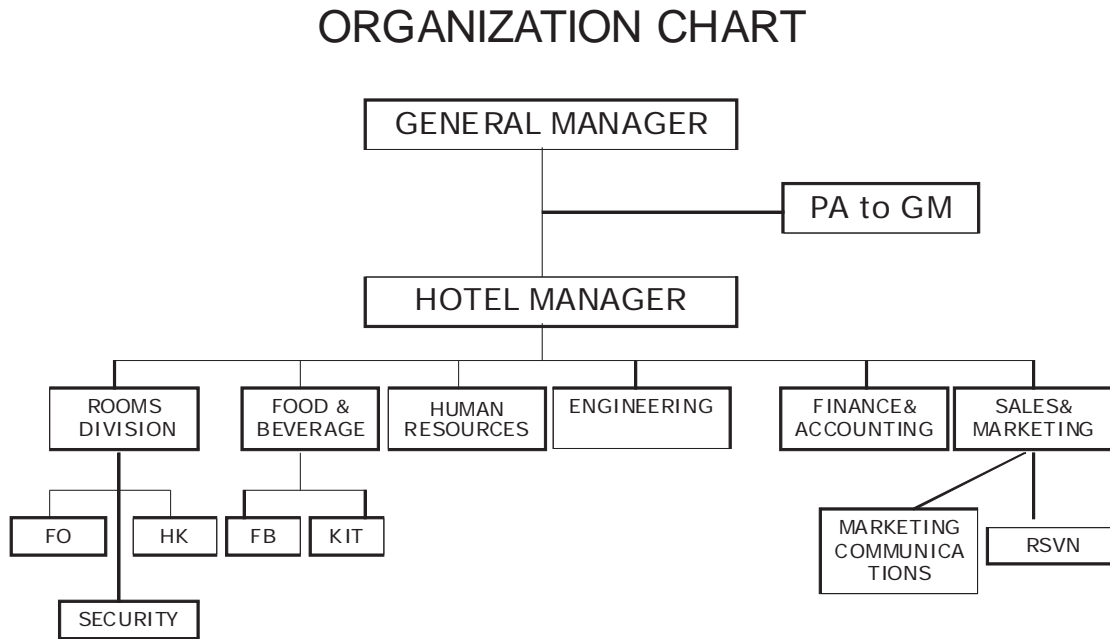 ORGANIZATION CHART
GENERAL MANAGER
PA to GM
HOTEL MANAGER
ROOMS
DIVISION
FOOD &
BEVERAGE
HUMAN
RESOURCES
ENGINEERING
FINANCE&
ACCOUNTING
SALES&
MARKETING
FO
HK
FB
KIT
MARKETING
COMMUNICA
TIONS
RSVN
SECURITY